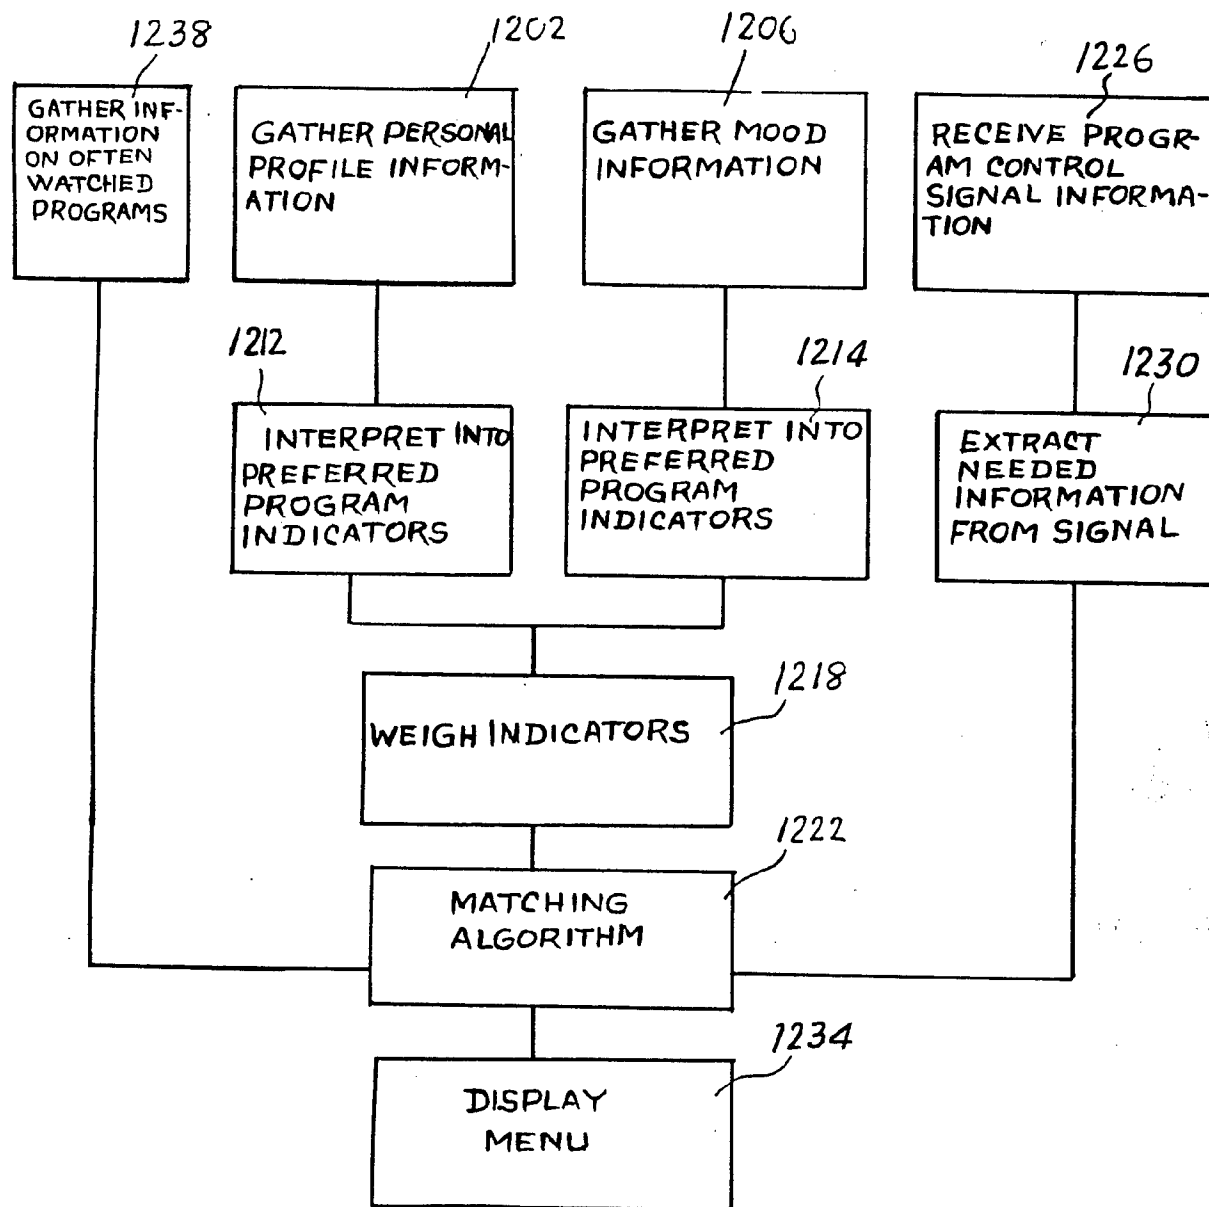 1238
1202
1206
1226
GATHER INF-
ORMATION
ON OFTEN
WATCHED
PROGRAMS
GATHER PERSONAL
PROFILE INFORM-
ATION
GATHER MOOD
INFORMATION
RECEIVE PROGR-
AM CONTROL
SIGNAL INFORMA-
TION
1212
1214
1230
INTERPRET INTO
PREFERRED
PROGRAM
INDICATORS
INTERPRET INTO
PREFERRED
PROGRAM
INDICATORS
EXTRACT
NEEDED
INFORMATION
FROM SIGNAL
1218
WEIGH INDICATORS
1222
MATCHING
ALGORITHM
1234
DISPLAY
MENU